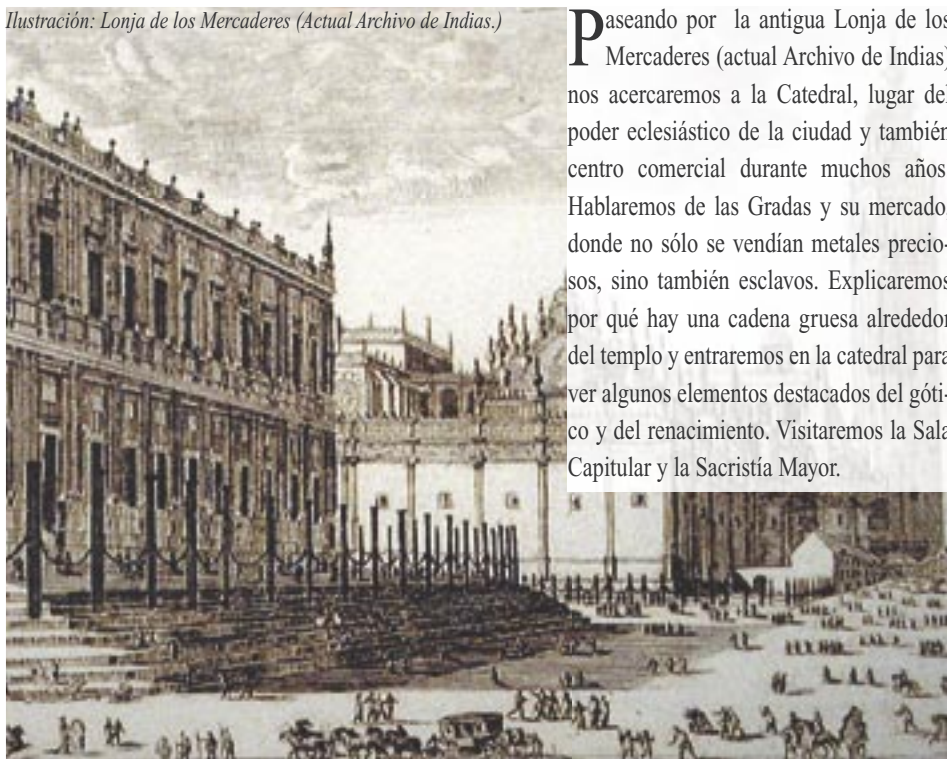 Ilustración: Lonja de los Mercaderes (Actual Archivo de Indias.)
Paseando por la antigua Lonja de los
Mercaderes (actual Archivo de Indias)
nos acercaremos a la Catedral, lugar del
poder eclesiástico de la ciudad y también
centro comercial durante muchos años
Hablaremos de las Gradas y su mercado
donde no sólo se vendían metales precio-
sos, sino también esclavos. Explicaremos
por qué hay una cadena gruesa alrededor
del templo y entraremos en la catedral para
ver algunos elementos destacados del góti-
co y del renacimiento. Visitaremos la Sala
Capitular y la Sacristía Mayor.